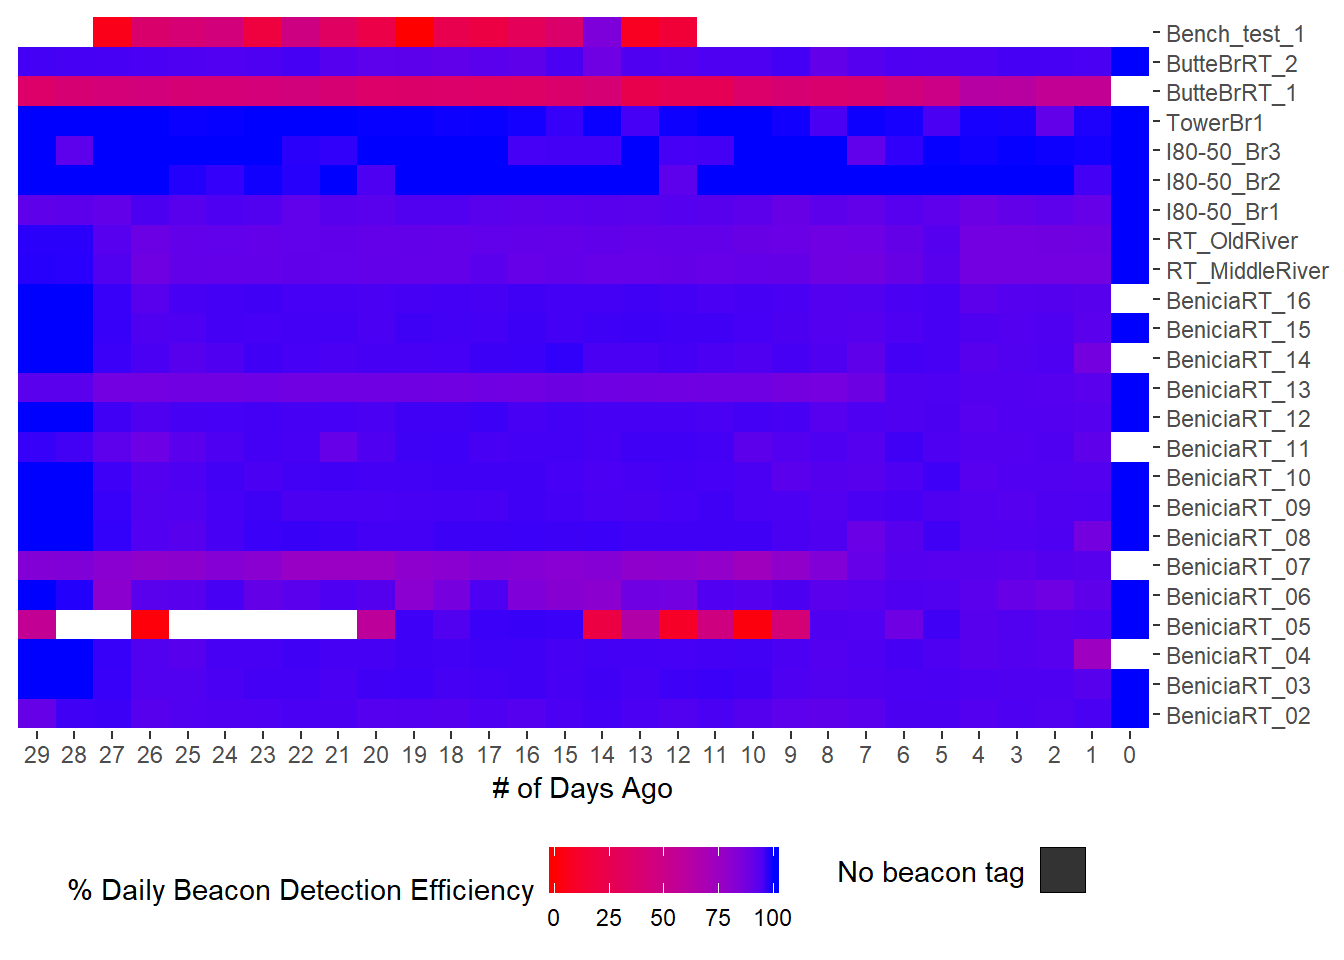 Bench_test_1
ButteBrRT_2
ButteBrRT_1
TowerBr1
I80-50_Br3
I80-50_Br2
I80-50_Br1
RT_OldRiver
RT_MiddleRiver
BeniciaRT_16
BeniciaRT_15
BeniciaRT_14
BeniciaRT_13
BeniciaRT_12
BeniciaRT_11
BeniciaRT_10
BeniciaRT_09
BeniciaRT_08
BeniciaRT_07
BeniciaRT_06
BeniciaRT_05
BeniciaRT_04
BeniciaRT_03
BeniciaRT_02
29 28 27 26 25 24 23 22 21 20 19 18 17 16 15 14 13 12 11 10 9 8 7 6 5 4 3 2 1 0
# of Days Ago
% Daily Beacon Detection Efficiency
0 25 50 75 100
No beacon tag